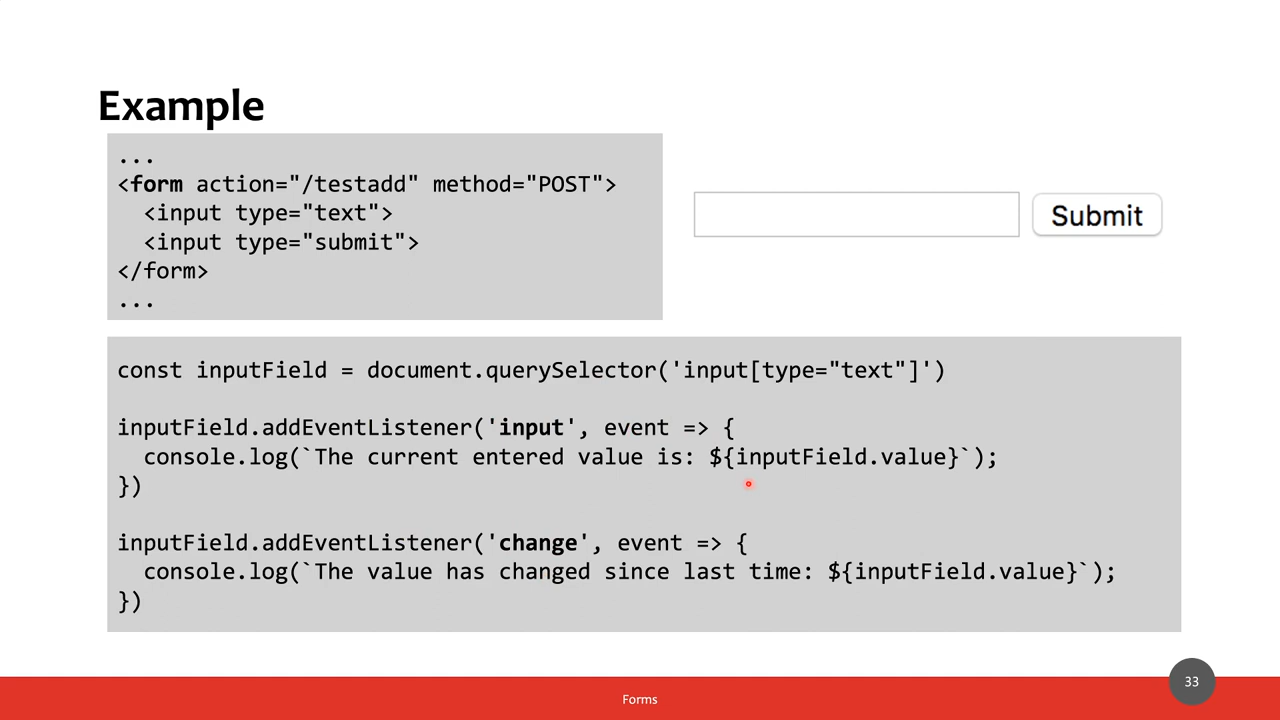 Example
...
<form action="/testadd" method="POST">
  <input type="text">
  <input type="submit">
</form>
...
Submit
const inputField = document.querySelector('input[type="text"]')
inputField.addEventListener('input', event => {
  console.log(`The current entered value is: ${inputField.value}`);
})
inputField.addEventListener('change', event => {
  console.log(`The value has changed since last time: ${inputField.value}`);
})
Forms
33